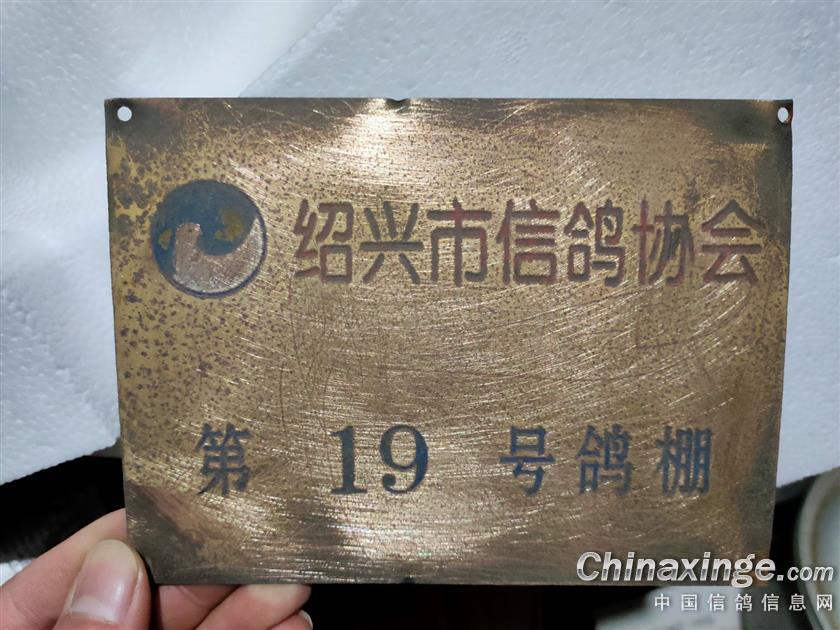 绍兴市信鸽协会
第 19 号鸽棚
Chinaxinge.com
中国信鸽信息网